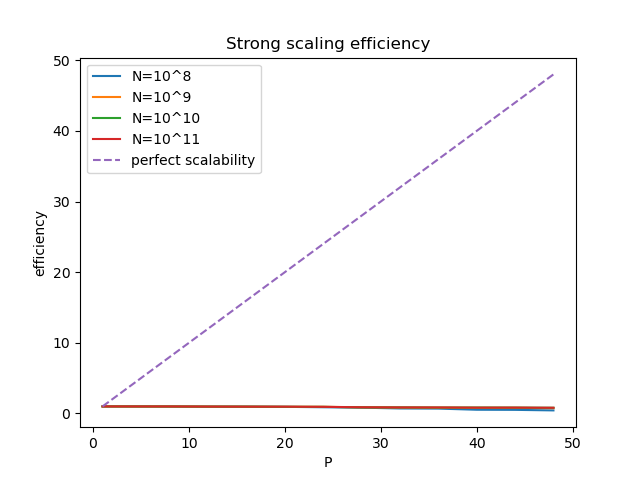 Strong scaling efficiency
50
40
30
20
10
0
efficiency
N=10^8
N=10^9
N=10^10
N=10^11
perfect scalability
0 10 20 30 40 50
P